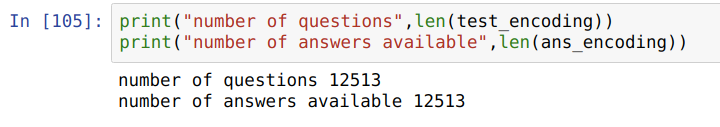 In [105]: print("number of questions",len(test_encoding))
print("number of answers available",len(ans_encoding))
number of questions 12513
number of answers available 12513